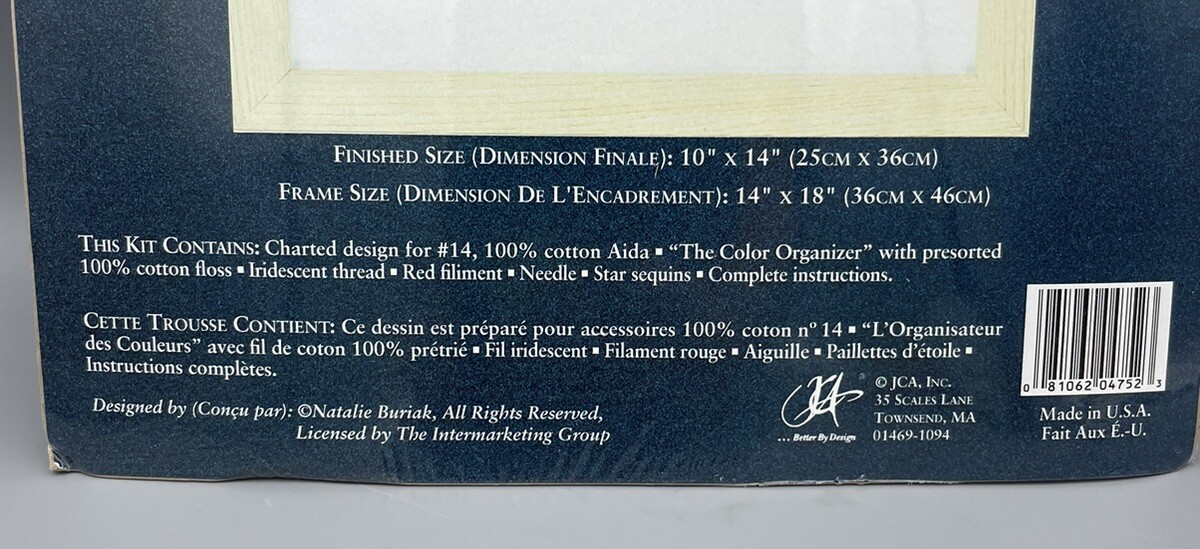 FINISHED SIZE (DIMENSION FINALE): 10" X 14" (25CM X 36CM)
FRAME SIZE (DIMENSION DE L'ENCADREMENT): 14" X 18" (36CM X 46CM)
THIS KIT CONTAINS: Charted design for #14, 100% cotton Aida ▪ “The Color Organizer” with presorted
100% cotton floss ▪ Iridescent thread ▪ Red filiment ▪ Needle ▪ Star sequins ▪ Complete instructions.
CETTE TROUSSE CONTIENT: Ce dessin est préparé pour accessoires 100% coton nº 14 ▪ “L'Organisateur
des Couleurs” avec fil de coton 100% prétrié ▪ Fil iridescent ▪ Filament rouge ▪ Aiguille ▪ Paillettes d'étoile ▪
Instructions complètes.
Designed by (Conçu par): ©Natalie Buriak, All Rights Reserved,
Licensed by The Intermarketing Group
JCA ®
... Better By Design
© JCA, INC.
35 SCALES LANE
TOWNSEND, MA
01469-1094
0 81062 04752 3
Made in U.S.A.
Fait Aux É.-U.